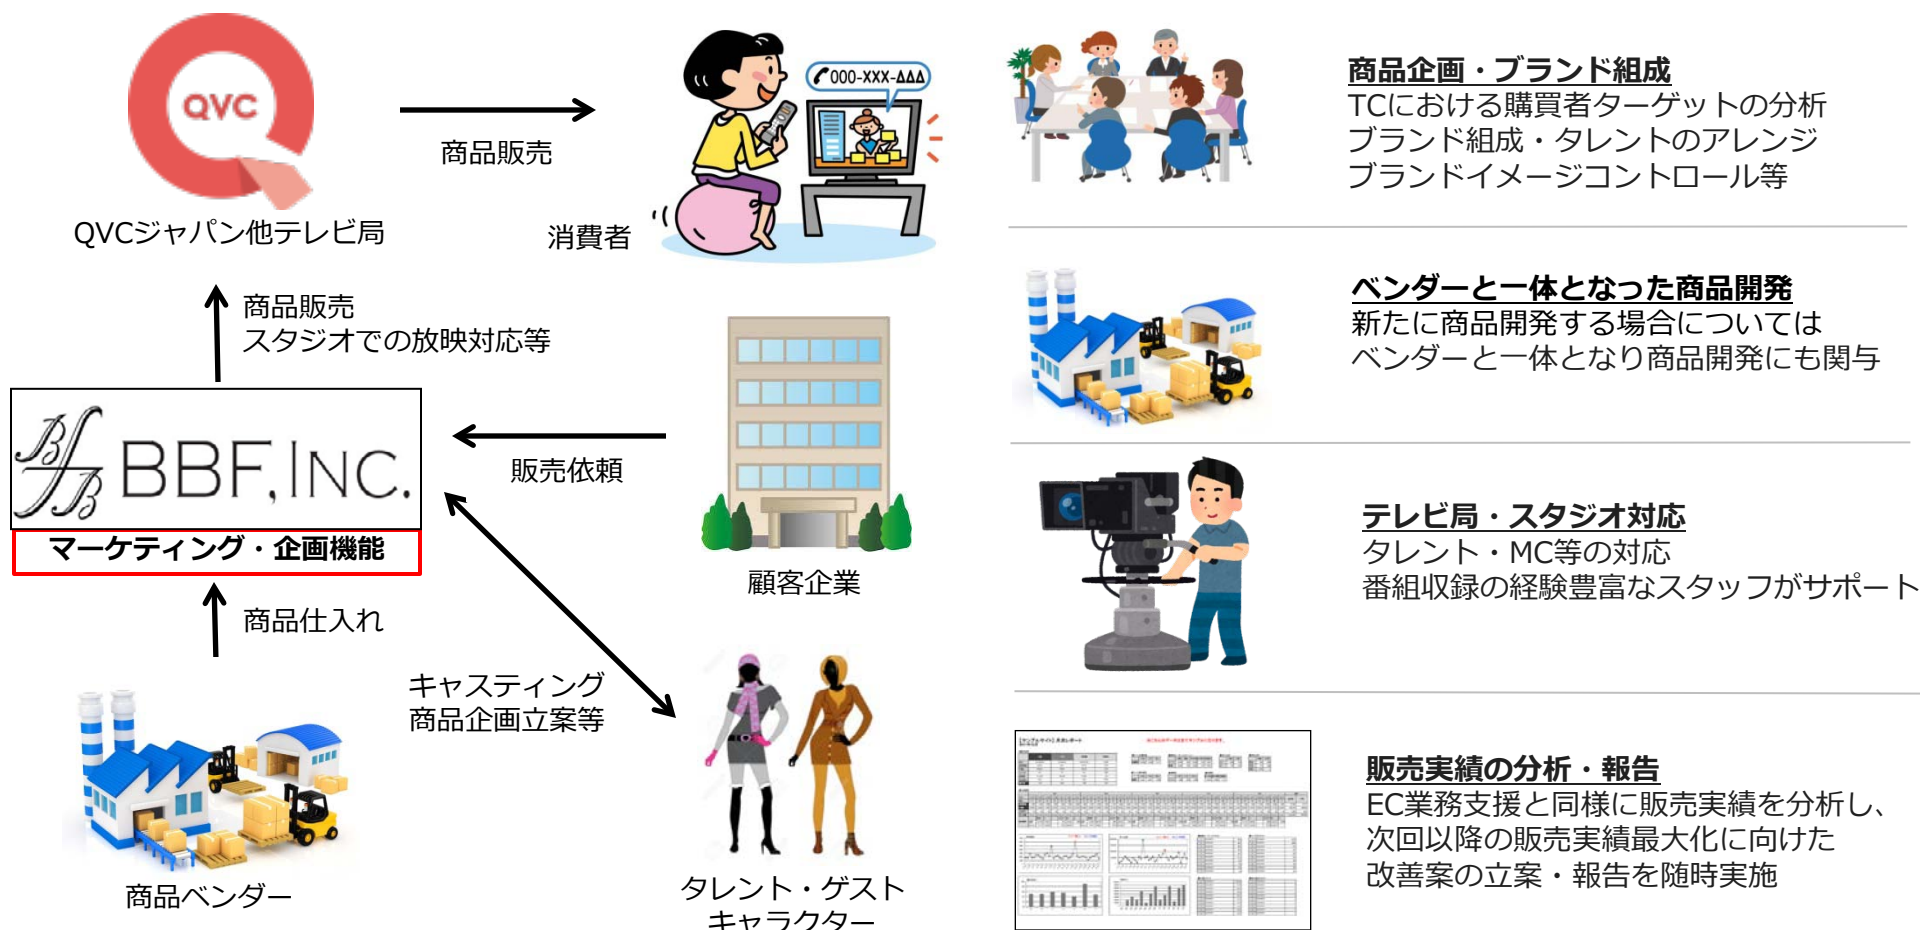 QVC
QVCジャパン他テレビ局
商品販売
000-XXX-ΔΔΔ
消費者
商品販売
スタジオでの放映対応等
BBF, INC.
マーケティング・企画機能
販売依頼
顧客企業
商品仕入れ
商品ベンダー
キャスティング
商品企画立案等
タレント・ゲスト
キャラクター
商品企画・ブランド組成
TCにおける購買者ターゲットの分析
ブランド組成・タレントのアレンジ
ブランドイメージコントロール等
ベンダーと一体となった商品開発
新たに商品開発する場合については
ベンダーと一体となり商品開発にも関与
テレビ局・スタジオ対応
タレント・MC等の対応
番組収録の経験豊富なスタッフがサポート
販売実績の分析・報告
EC業務支援と同様に販売実績を分析し、
次回以降の販売実績最大化に向けた
改善案の立案・報告を随時実施